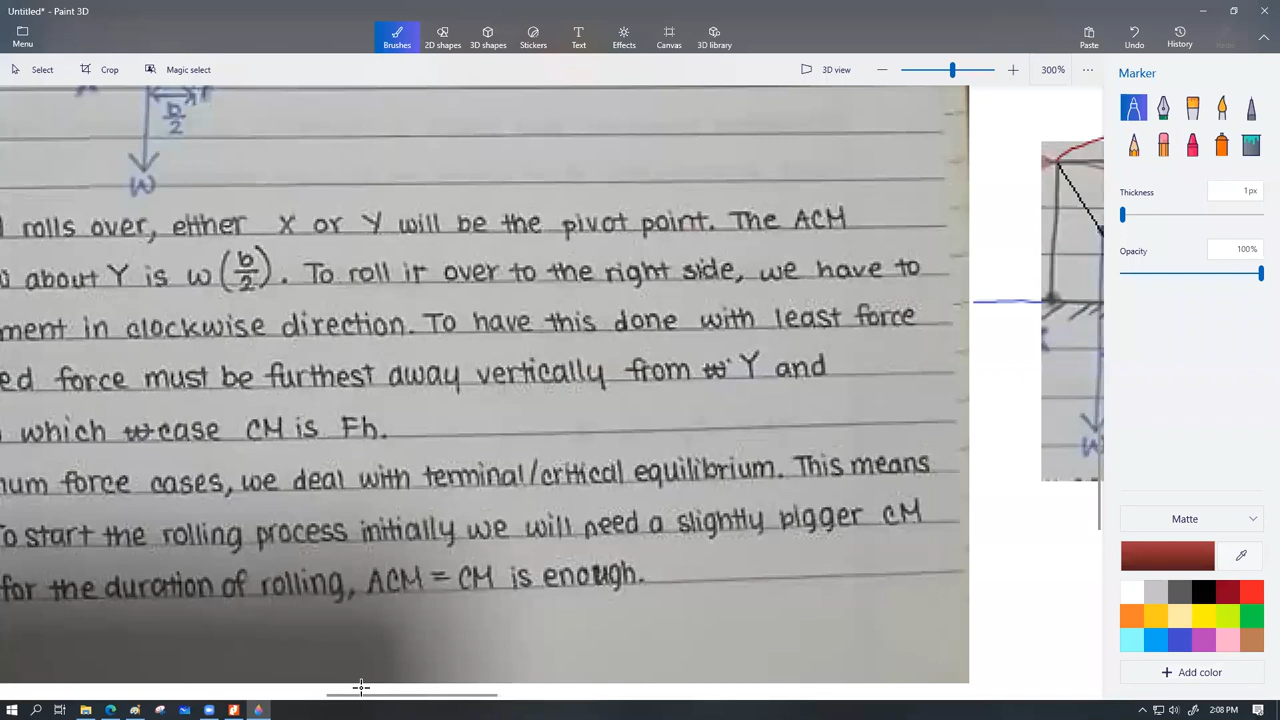 Untitled* - Paint 3D
Menu
Brushes
2D shapes
3D shapes
Stickers
Text
Effects
Canvas
3D library
Paste
Undo
History
Redo
Select
Crop
Magic select
3D view
300%
Marker
Thickness
1px
Opacity
100%
Matte
Add color
b
2
W
rolls over, either X or Y will be the pivot point. The ACM
about Y is W(b/2). To roll it over to the right side, we have to
ment in clockwise direction. To have this done with least force
ed force must be furthest away vertically from Y and
which case CM is Fh.
num force cases, we deal with terminal/critical equilibrium. This means
To start the rolling process initially we will need a slightly pigger CM
for the duration of rolling, ACM = CM is enough.
W
2:08 PM